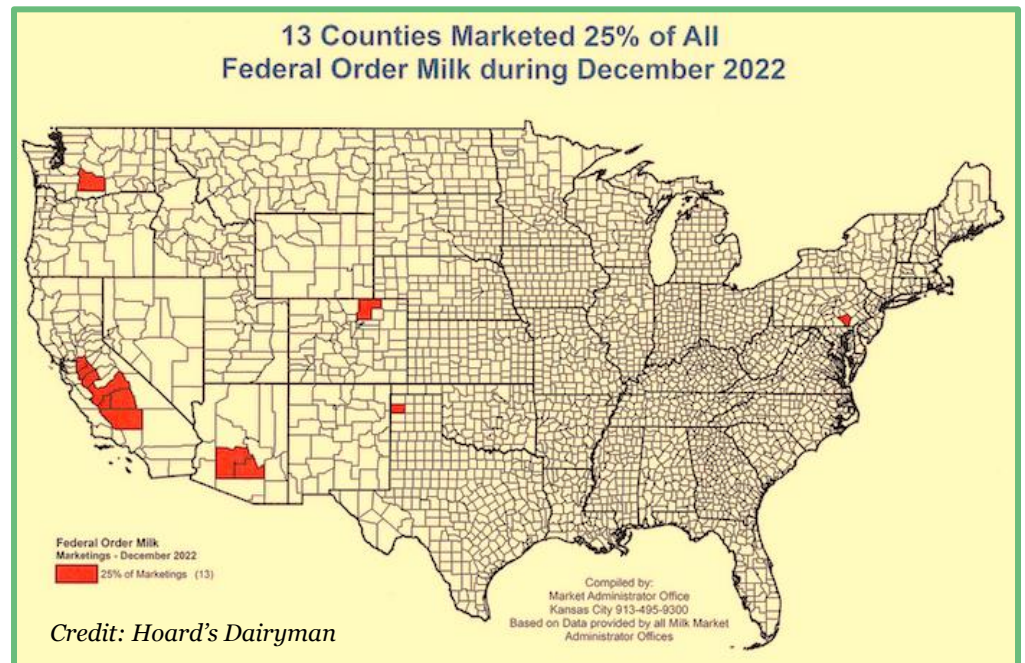 13 Counties Marketed 25% of All
Federal Order Milk during December 2022
Federal Order Milk
Marketings - December 2022
25% of Marketings (13)
Compiled by:
Market Administrator Office
Kansas City 913-495-9300
Based on Data provided by all Milk Market
Administrator Offices
Credit: Hoard's Dairyman